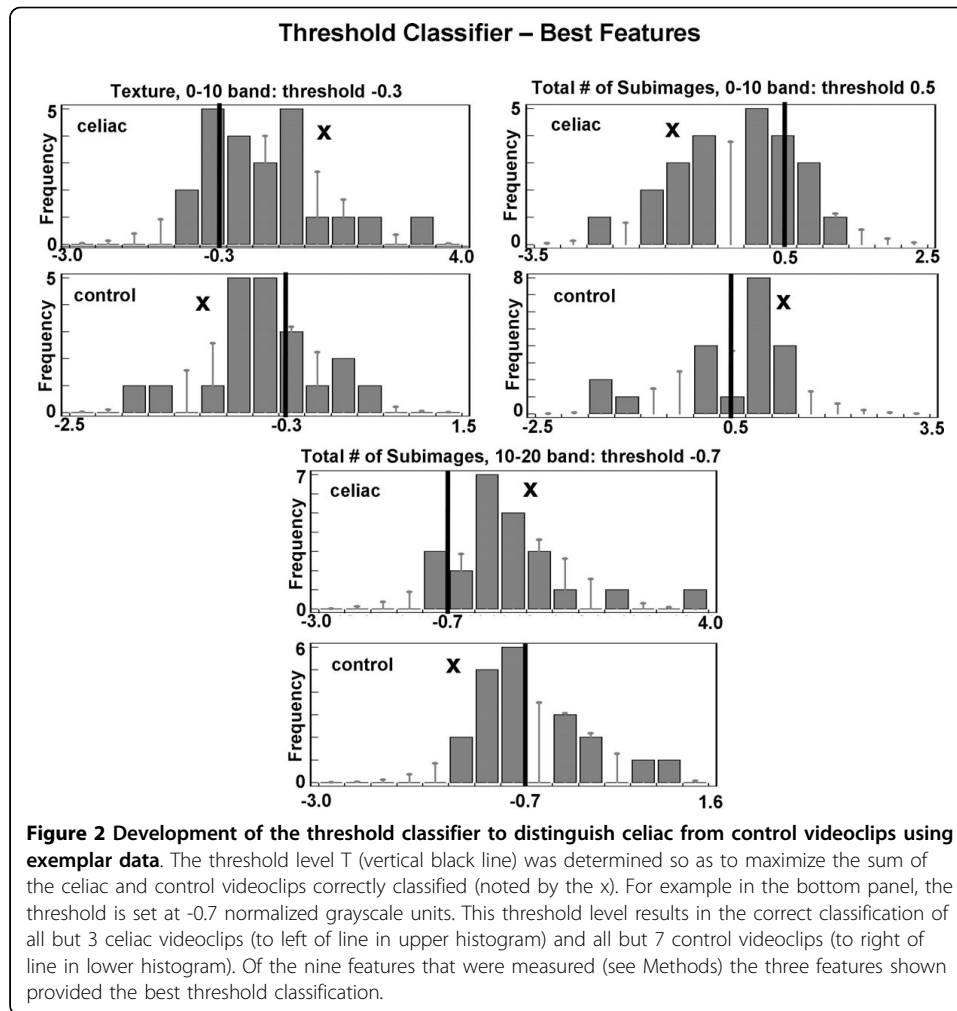 Threshold Classifier – Best Features
Texture, 0-10 band: threshold -0.3
5
celiac
x
Frequency
0
-3.0
-0.3
4.0
5
control
x
Frequency
0
-2.5
-0.3
1.5
Total # of Subimages, 0-10 band: threshold 0.5
5
celiac
x
Frequency
0
-3.5
0.5
2.5
8
control
x
Frequency
0
-2.5
0.5
3.5
Total # of Subimages, 10-20 band: threshold -0.7
7
celiac
x
Frequency
0
-3.0
-0.7
4.0
6
control
x
Frequency
0
-3.0
-0.7
1.6
Figure 2 Development of the threshold classifier to distinguish celiac from control videoclips using
exemplar data. The threshold level T (vertical black line) was determined so as to maximize the sum of
the celiac and control videoclips correctly classified (noted by the x). For example in the bottom panel, the
threshold is set at -0.7 normalized grayscale units. This threshold level results in the correct classification of
all but 3 celiac videoclips (to left of line in upper histogram) and all but 7 control videoclips (to right of
line in lower histogram). Of the nine features that were measured (see Methods) the three features shown
provided the best threshold classification.